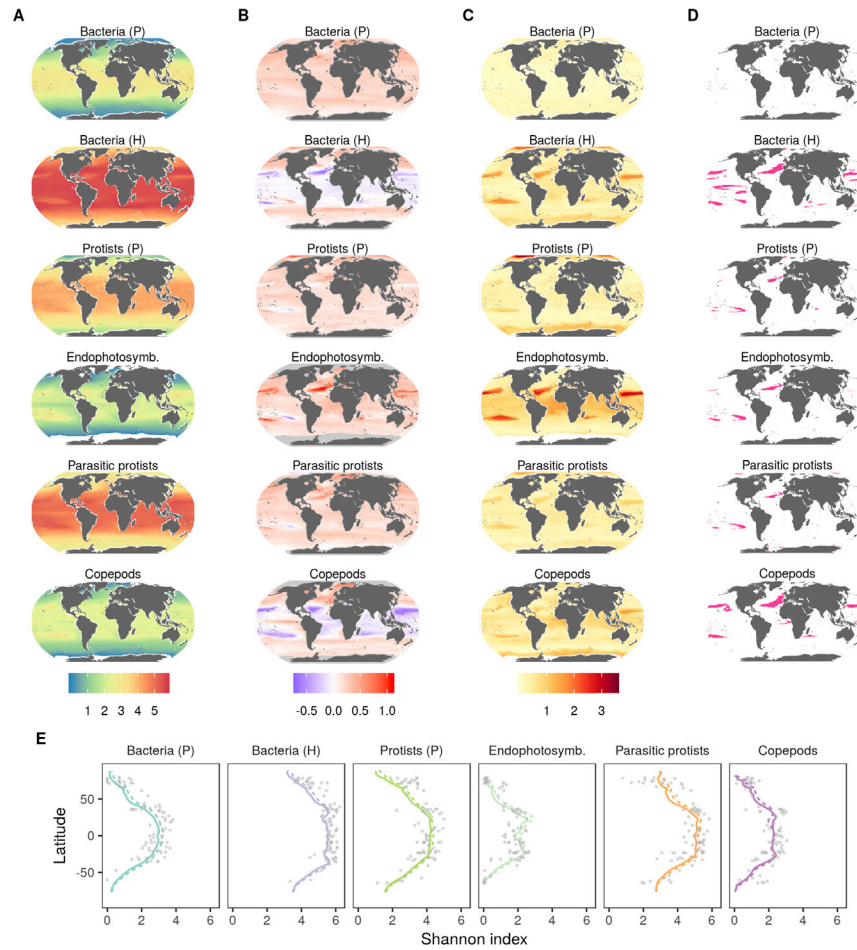 A B C D
Bacteria (P) Bacteria (P) Bacteria (P) Bacteria (P)
Bacteria (H) Bacteria (H) Bacteria (H) Bacteria (H)
Protists (P) Protists (P) Protists (P) Protists (P)
Endophotosymb. Endophotosymb. Endophotosymb. Endophotosymb.
Parasitic protists Parasitic protists Parasitic protists Parasitic protists
Copepods Copepods Copepods Copepods
1 2 3 4 5 -0.5 0.0 0.5 1.0 1 2 3
E
Bacteria (P) Bacteria (H) Protists (P) Endophotosymb. Parasitic protists Copepods
Latitude
50
0
-50
0 2 4 6 0 2 4 6 0 2 4 6 0 2 4 6 0 2 4 6 0 2 4 6
Shannon index